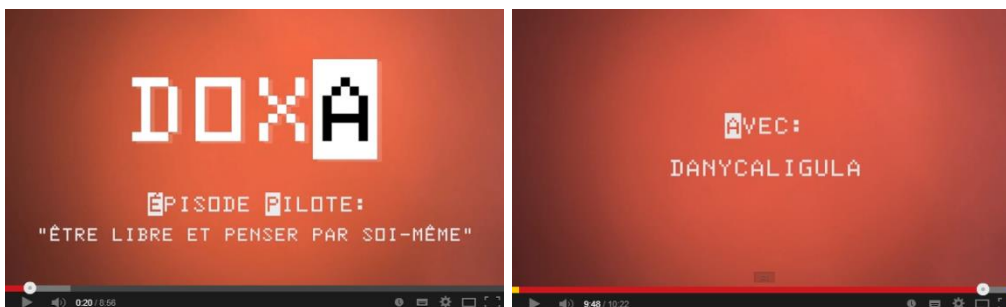 DOXA
ÉPISODE PILOTE:
"ÊTRE LIBRE ET PENSER PAR SOI-MÊME"
0:20 / 8:56
AVEC:
DANYCALIGULA
9:48 / 10:22